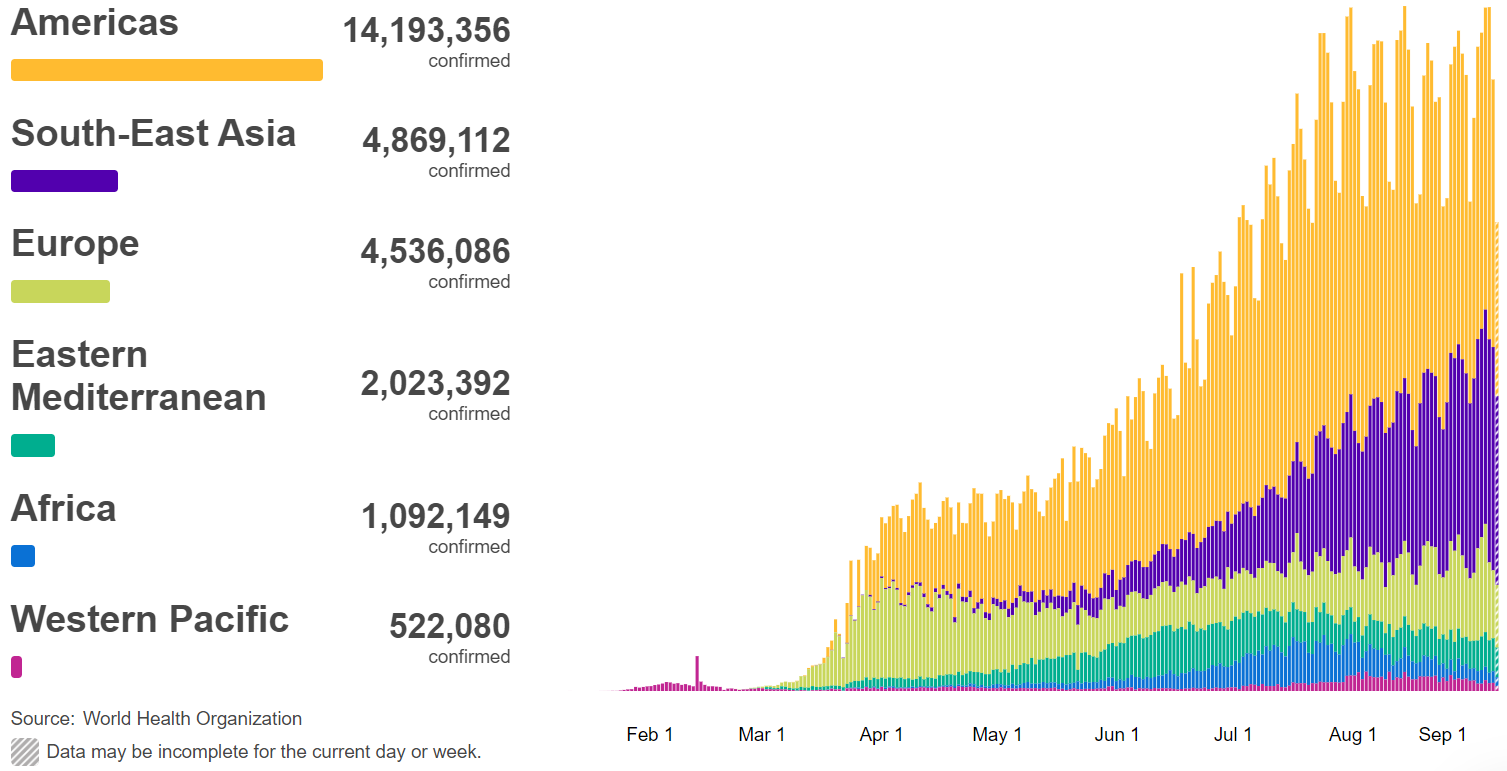 Americas
14,193,356
confirmed
South-East Asia
4,869,112
confirmed
Europe
4,536,086
confirmed
Eastern
Mediterranean
2,023,392
confirmed
Africa
1,092,149
confirmed
Western Pacific
522,080
confirmed
Source: World Health Organization
Data may be incomplete for the current day or week.
Feb 1 Mar 1 Apr 1 May 1 Jun 1 Jul 1 Aug 1 Sep 1